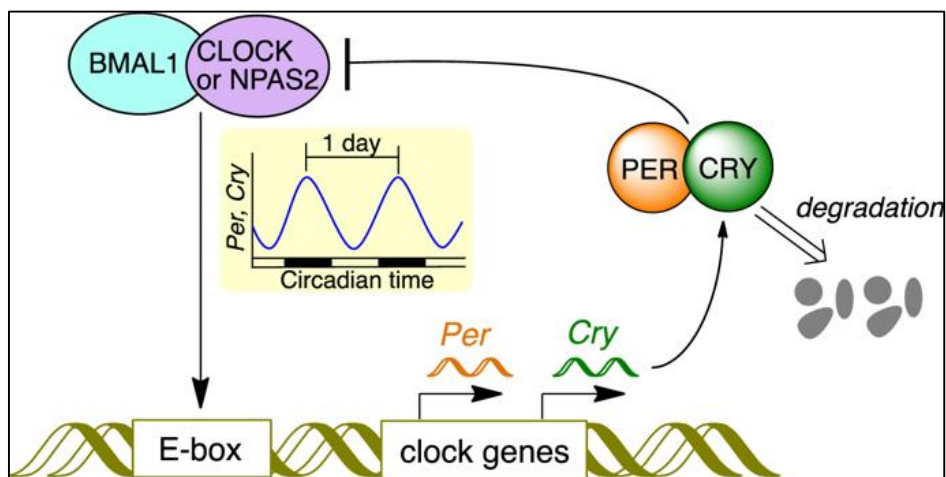 BMAL1
CLOCK
or NPAS2
1 day
Per, Cry
Circadian time
PER
CRY
degradation
Per
Cry
E-box
clock genes